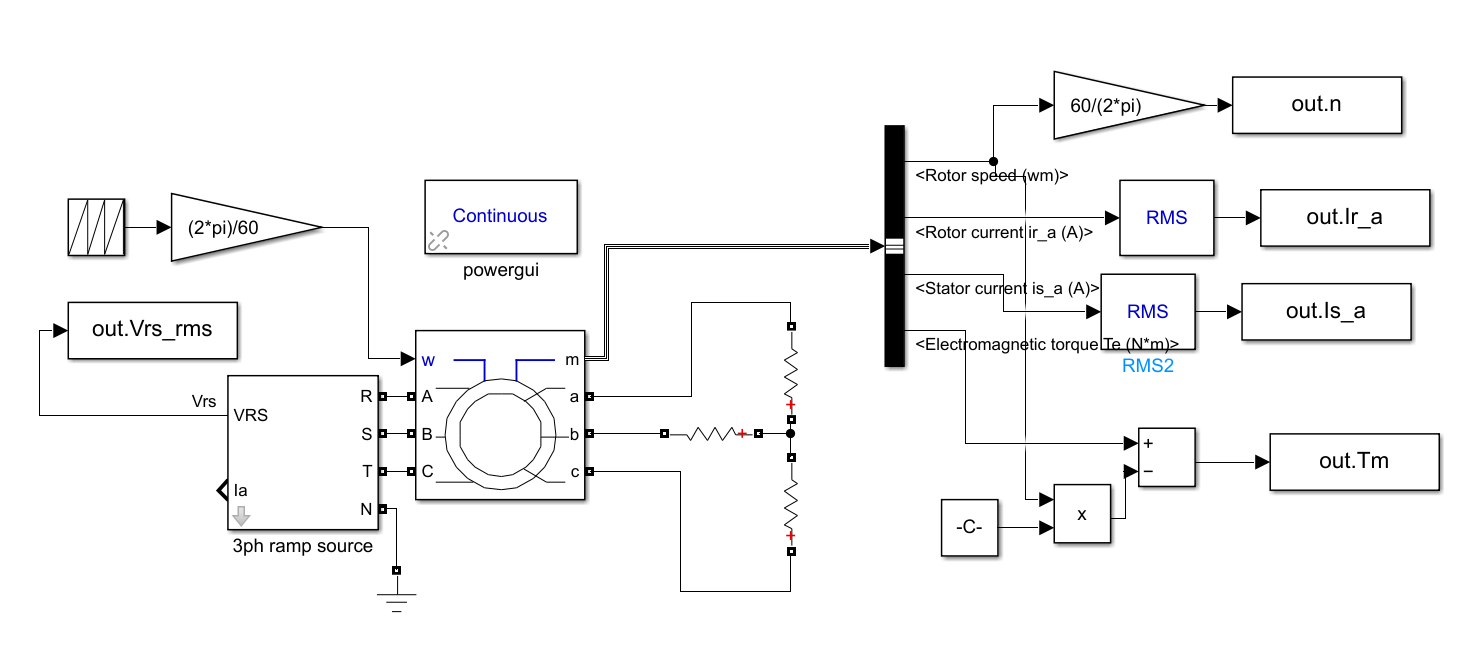 60/(2*pi)
out.n
<Rotor speed (wm)>
Continuous
powergui
(2*pi)/60
RMS
out.Ir_a
<Rotor current ir_a (A)>
<Stator current is_a (A)>
RMS
out.Is_a
out.Vrs_rms
<Electromagnetic torque Te (N*m)>
RMS2
w
m
Vrs
VRS
R
A
a
S
B
b
T
C
c
Ia
N
3ph ramp source
+
−
out.Tm
-C-
x